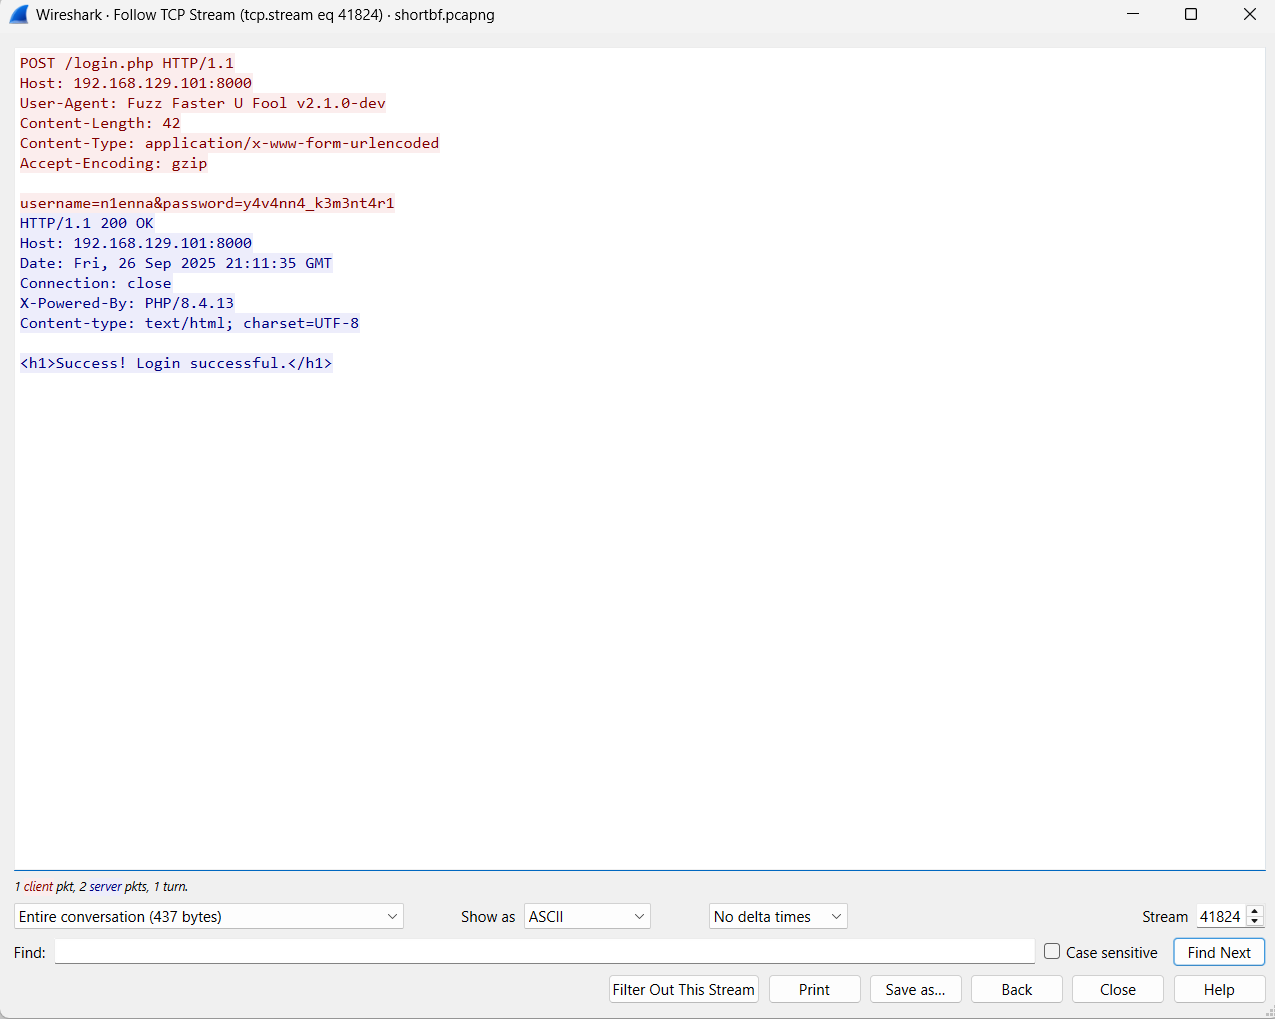 Wireshark · Follow TCP Stream (tcp.stream eq 41824) · shortbf.pcapng
POST /login.php HTTP/1.1
Host: 192.168.129.101:8000
User-Agent: Fuzz Faster U Fool v2.1.0-dev
Content-Length: 42
Content-Type: application/x-www-form-urlencoded
Accept-Encoding: gzip
username=n1enna&password=y4v4nn4_k3m3nt4r1
HTTP/1.1 200 OK
Host: 192.168.129.101:8000
Date: Fri, 26 Sep 2025 21:11:35 GMT
Connection: close
X-Powered-By: PHP/8.4.13
Content-type: text/html; charset=UTF-8
<h1>Success! Login successful.</h1>
1 client pkt, 2 server pkts, 1 turn.
Entire conversation (437 bytes) Show as ASCII No delta times Stream 41824
Find: Case sensitive Find Next
Filter Out This Stream Print Save as... Back Close Help